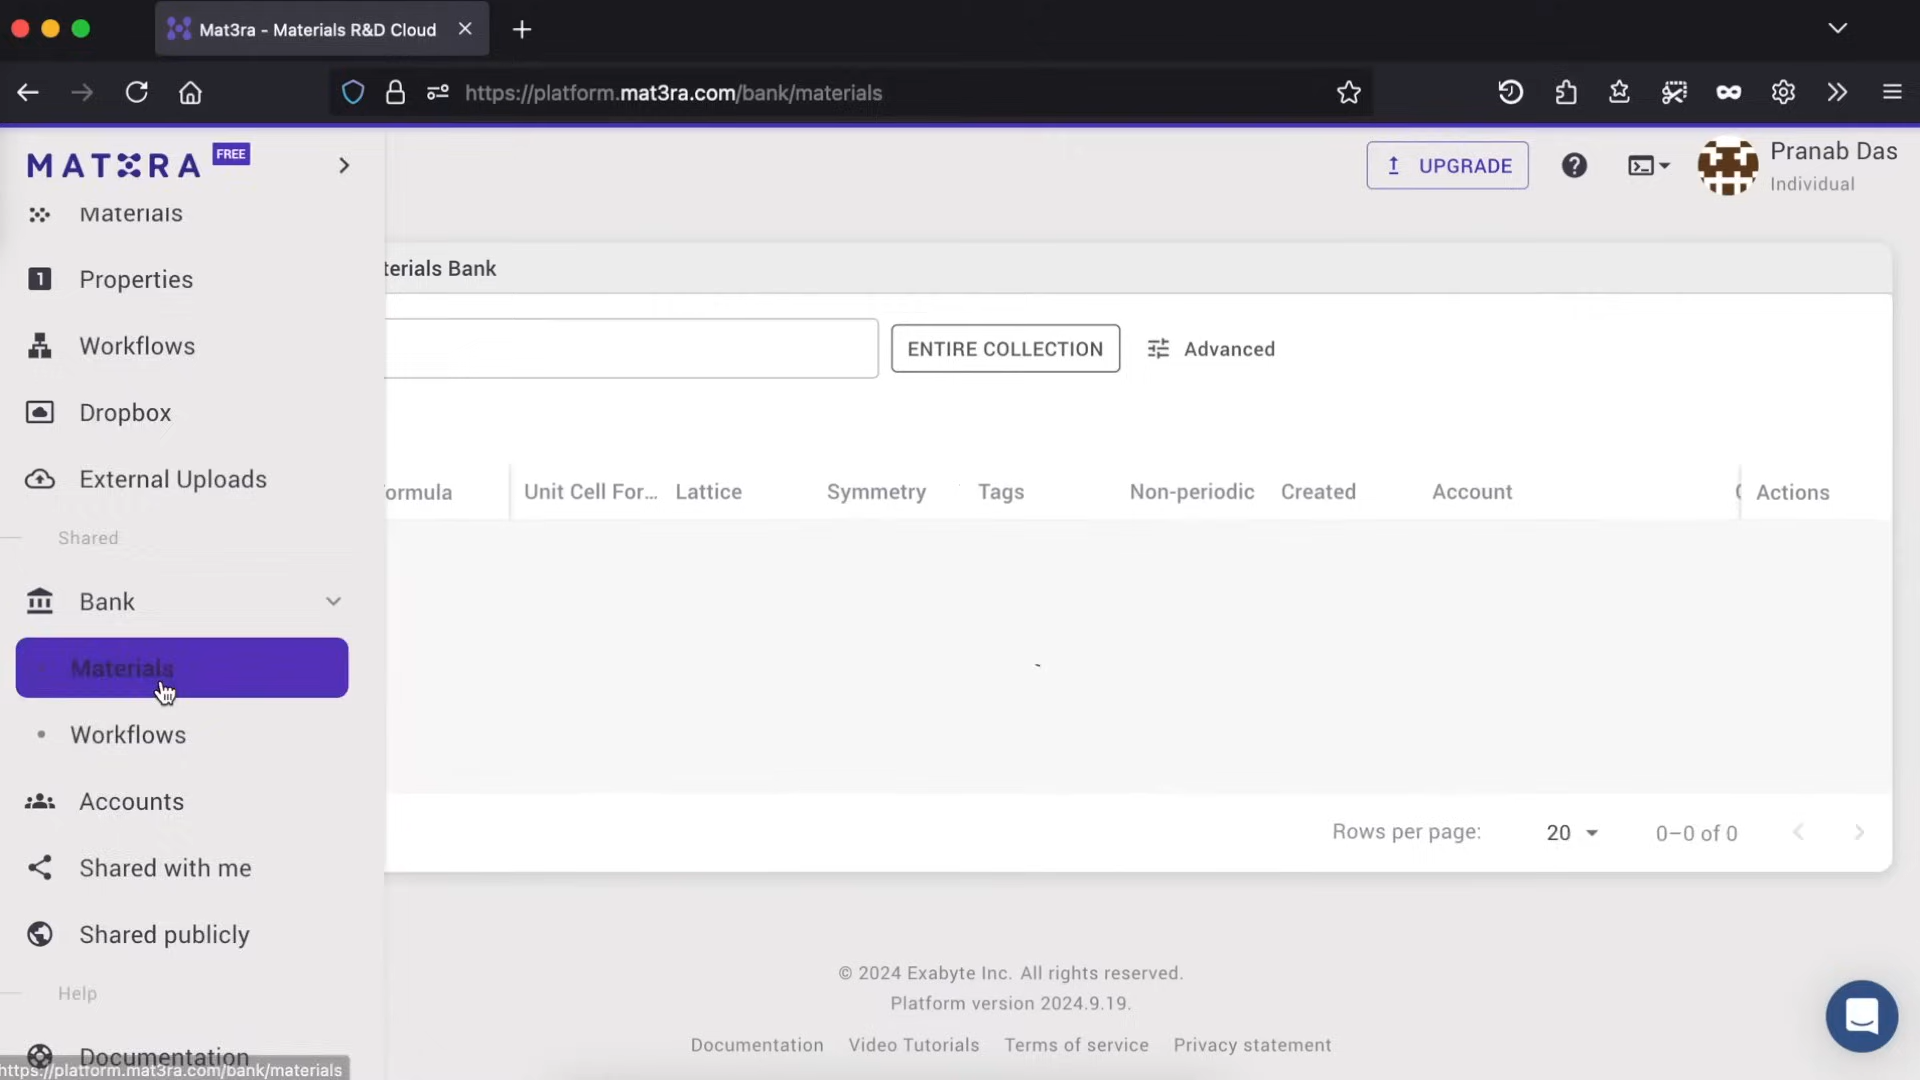 Mat3ra - Materials R&D Cloud
https://platform.mat3ra.com/bank/materials
MAT3RA FREE
UPGRADE
Pranab Das
Individual
Materials
Properties
Workflows
Dropbox
External Uploads
Shared
Bank
Materials
Workflows
Accounts
Shared with me
Shared publicly
Help
Documentation
https://platform.mat3ra.com/bank/materials
terials Bank
ENTIRE COLLECTION
Advanced
ormula
Unit Cell For...
Lattice
Symmetry
Tags
Non-periodic
Created
Account
Actions
Rows per page:
20
0–0 of 0
© 2024 Exabyte Inc. All rights reserved.
Platform version 2024.9.19.
Documentation Video Tutorials Terms of service Privacy statement